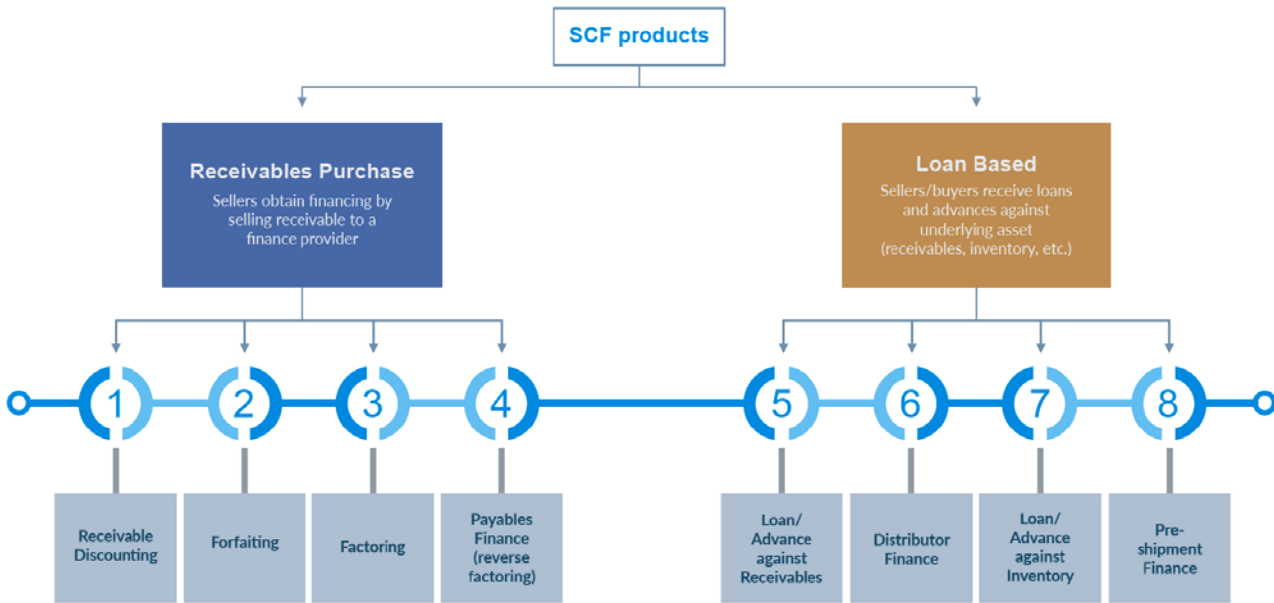 SCF products
Receivables Purchase
Sellers obtain financing by
selling receivable to a
finance provider
Loan Based
Sellers/buyers receive loans
and advances against
underlying asset
(receivables, inventory, etc.)
1
2
3
4
5
6
7
8
Receivable
Discounting
Forfaiting
Factoring
Payables
Finance
(reverse
factoring)
Loan/
Advance
against
Receivables
Distributor
Finance
Loan/
Advance
against
Inventory
Pre-
shipment
Finance